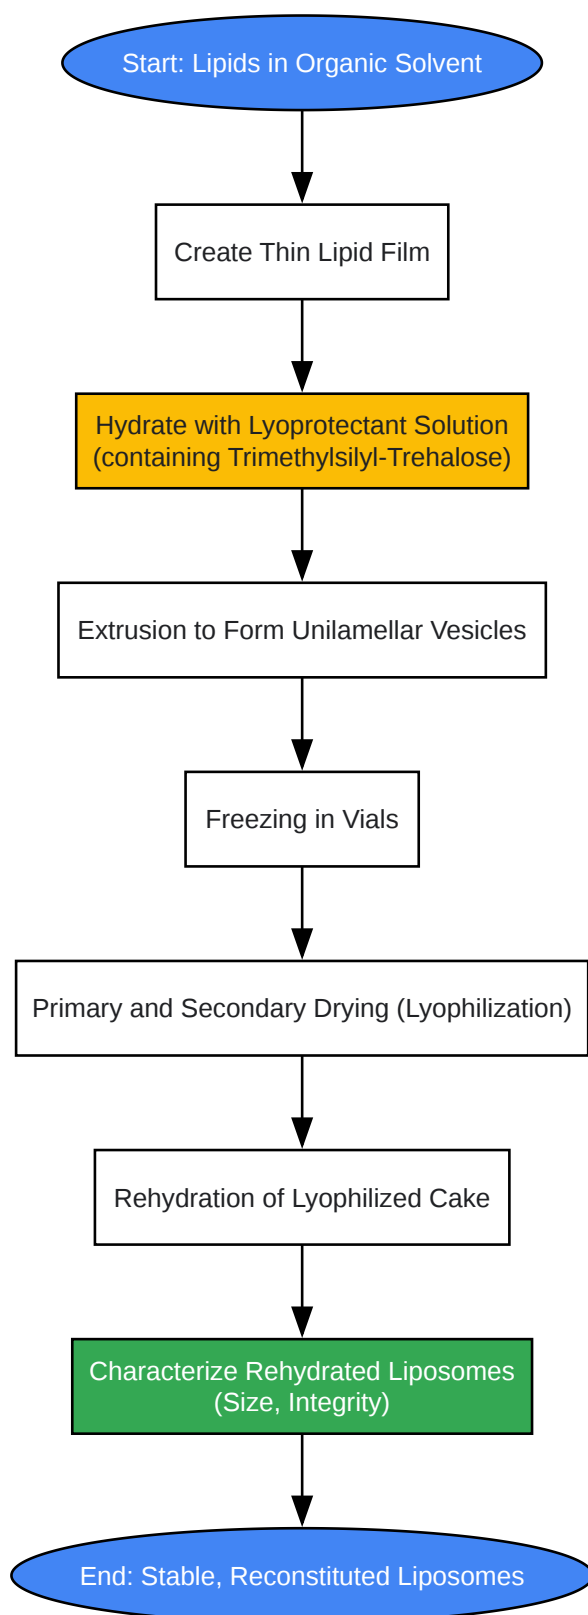 Start: Lipids in Organic Solvent
Create Thin Lipid Film
Hydrate with Lyoprotectant Solution
(containing Trimethylsilyl-Trehalose)
Extrusion to Form Unilamellar Vesicles
Freezing in Vials
Primary and Secondary Drying (Lyophilization)
Rehydration of Lyophilized Cake
Characterize Rehydrated Liposomes
(Size, Integrity)
End: Stable, Reconstituted Liposomes